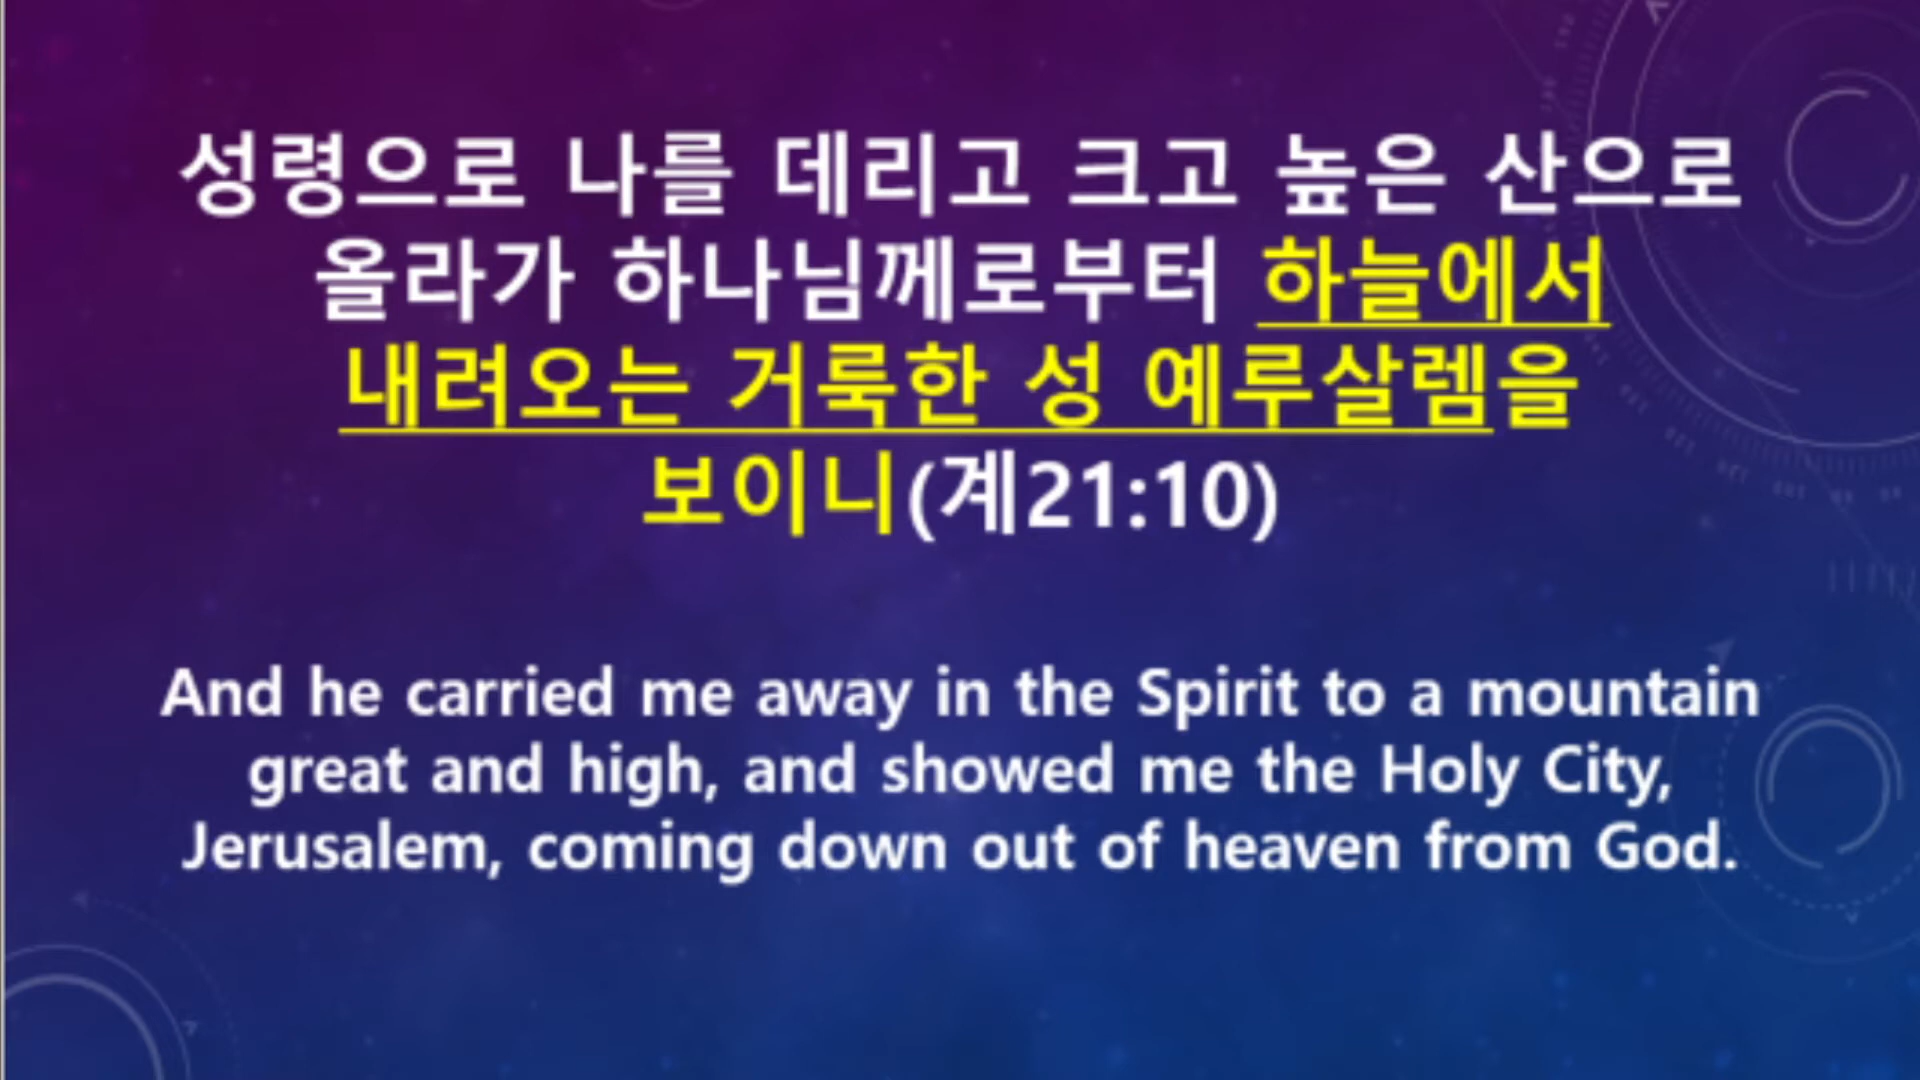 성령으로 나를 데리고 크고 높은 산으로
올라가 하나님께로부터 하늘에서
내려오는 거룩한 성 예루살렘을
보이니(계21:10)
And he carried me away in the Spirit to a mountain
great and high, and showed me the Holy City,
Jerusalem, coming down out of heaven from God.